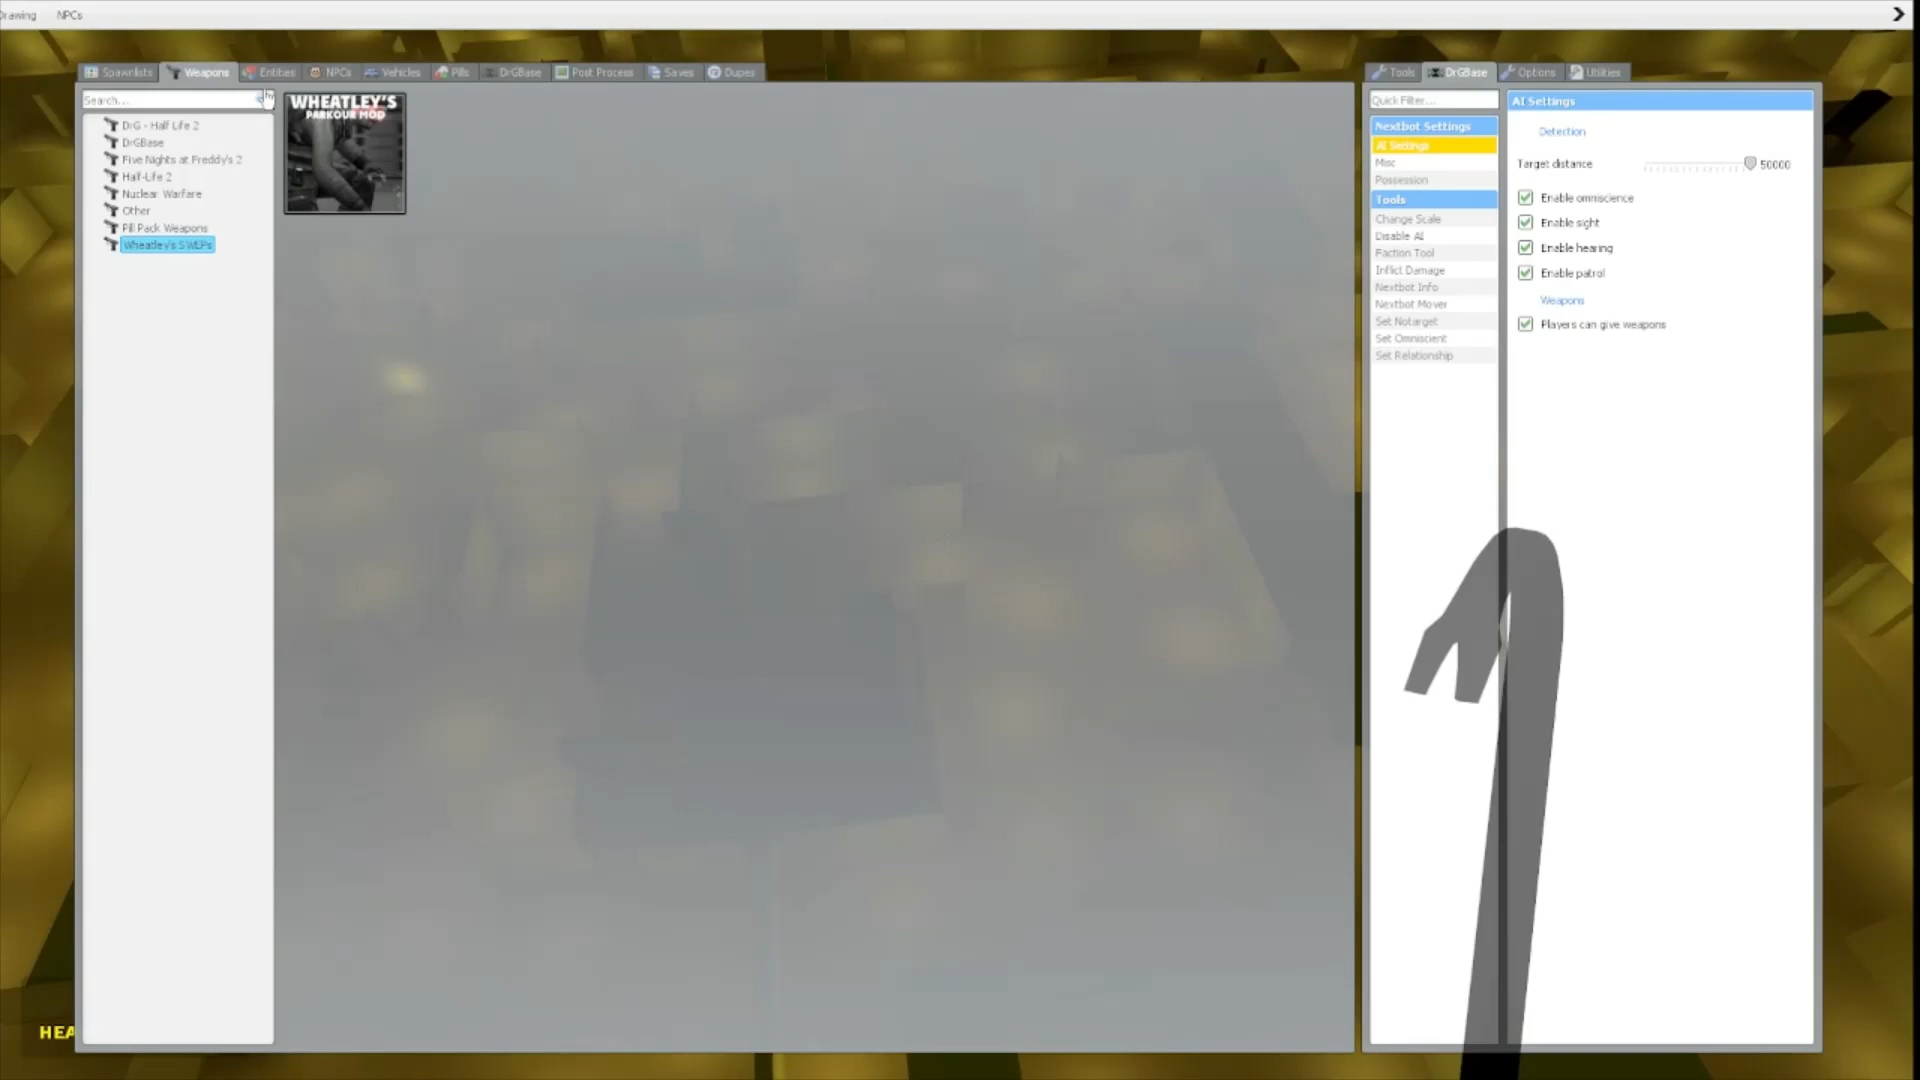 Drawing NPCs
Spawnlists Weapons Entities NPCs Vehicles Pills DrGBase Post Process Saves Dupes
Search...
DrG - Half Life 2
DrGBase
Five Nights at Freddy's 2
Half-Life 2
Nuclear Warfare
Other
Pill Pack Weapons
Wheatley's SWEPs
WHEATLEY'S
PARKOUR MOD
Tools DrGBase Options Utilities
Quick Filter...
Nextbot Settings
AI Settings
Misc
Possession
Tools
Change Scale
Disable AI
Faction Tool
Inflict Damage
Nextbot Info
Nextbot Mover
Set Notarget
Set Omniscient
Set Relationship
AI Settings
Detection
Target distance 50000
Enable omniscience
Enable sight
Enable hearing
Enable patrol
Weapons
Players can give weapons
HEA